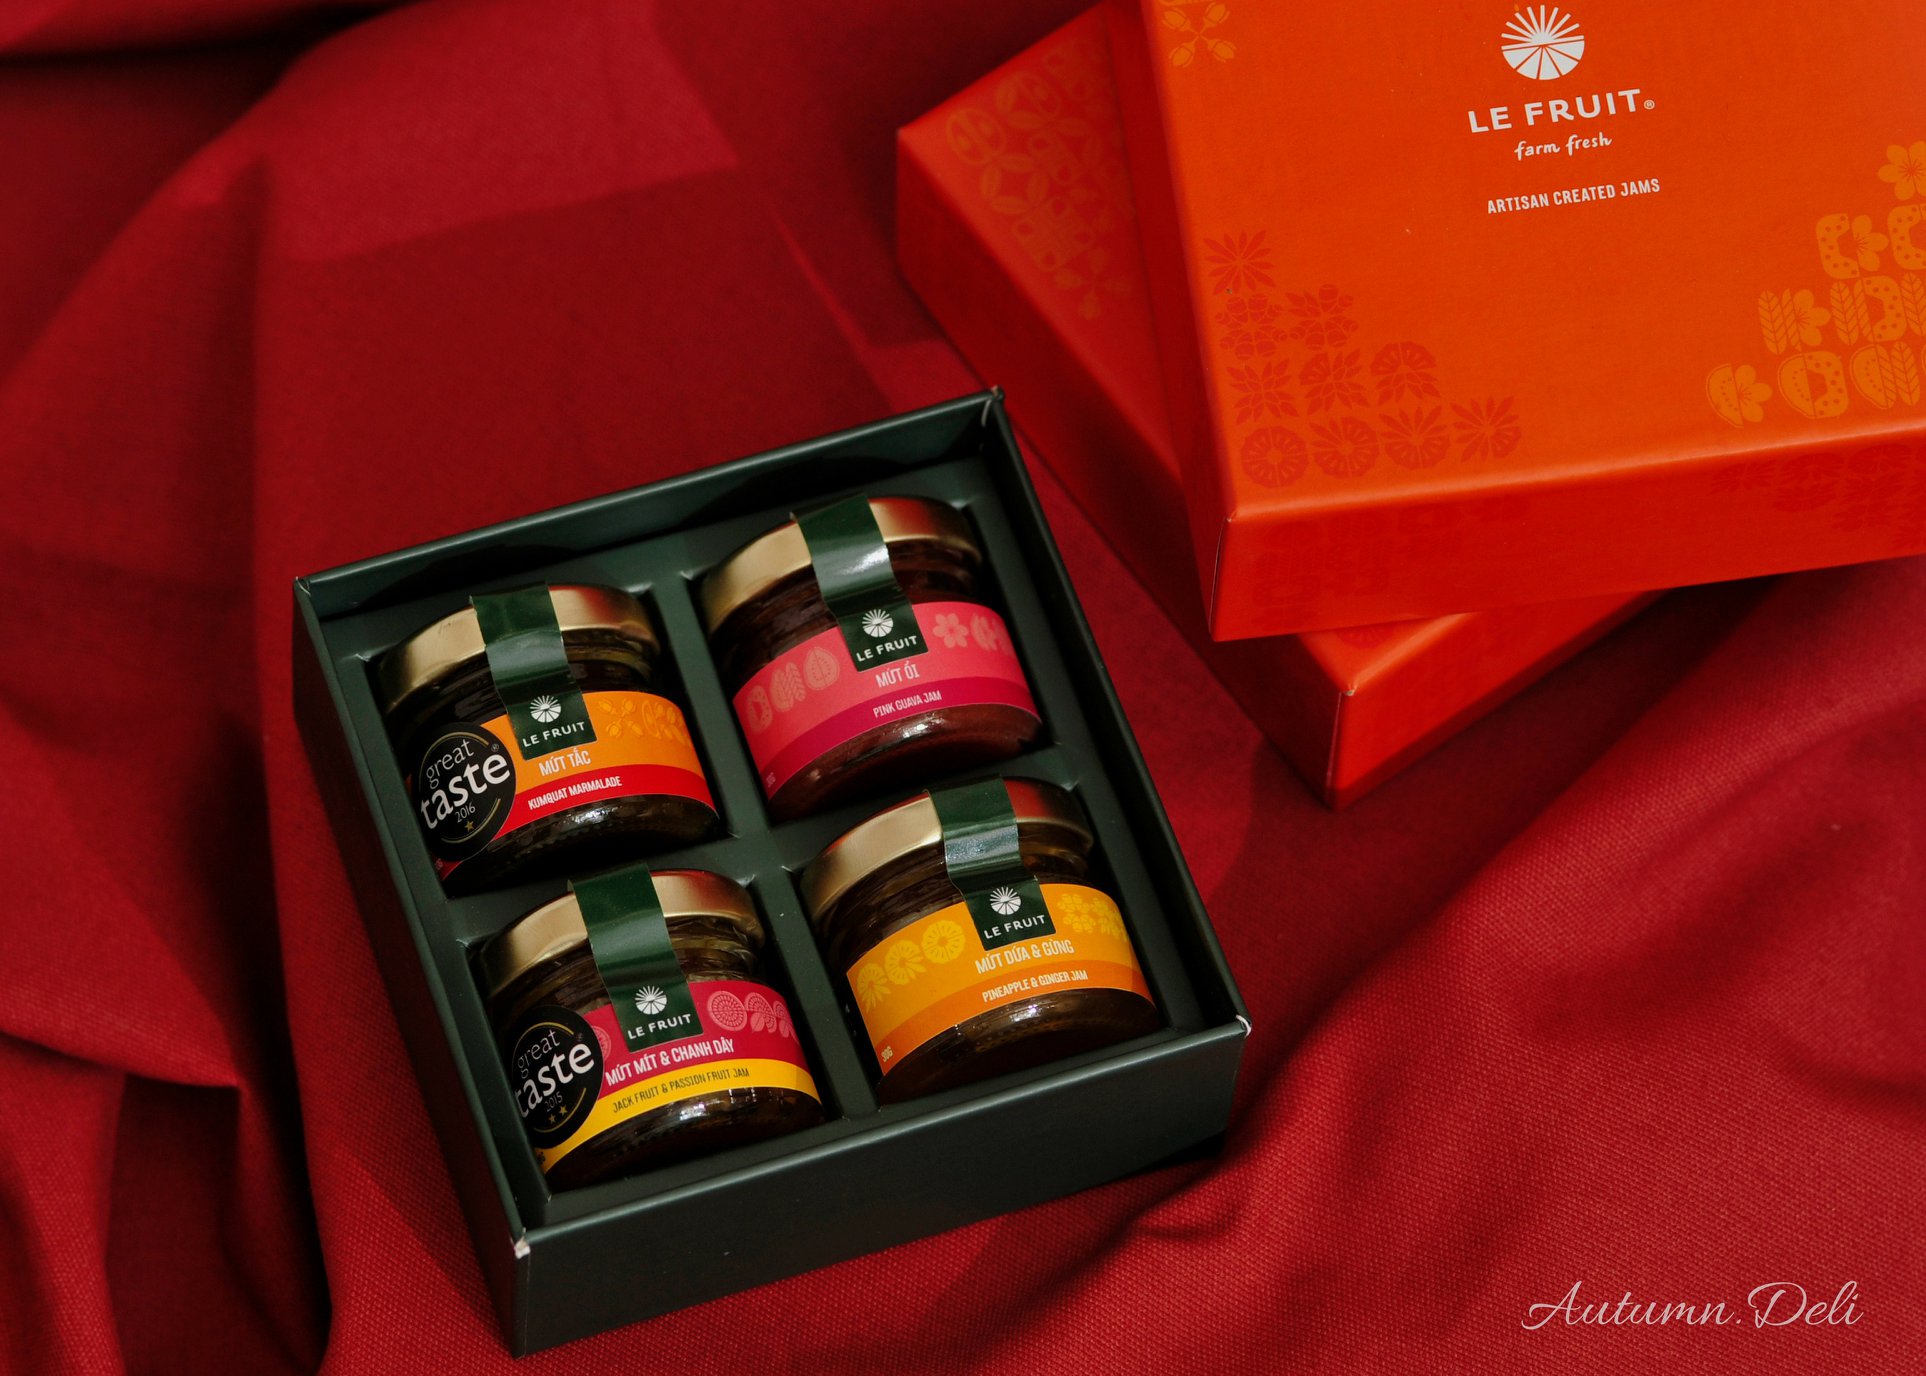 LE FRUIT®
farm fresh
ARTISAN CREATED JAMS
LE FRUIT
MỨT ỔI
PINK GUAVA JAM
LE FRUIT
MỨT TẮC
KUMQUAT MARMALADE
great®
taste
2016
LE FRUIT
MỨT DỨA & GỪNG
PINEAPPLE & GINGER JAM
30G
LE FRUIT
MỨT MÍT & CHANH DÂY
JACK FRUIT & PASSION FRUIT JAM
great®
taste
2015
Autumn.Deli